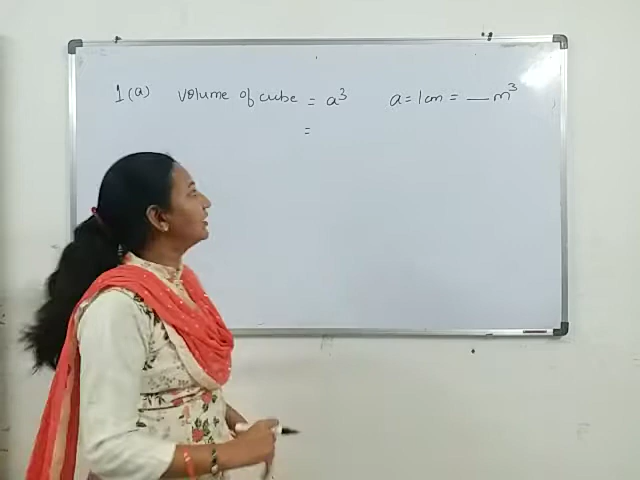 1(a) Volume of cube = a³ a = 1cm = __ m³
=